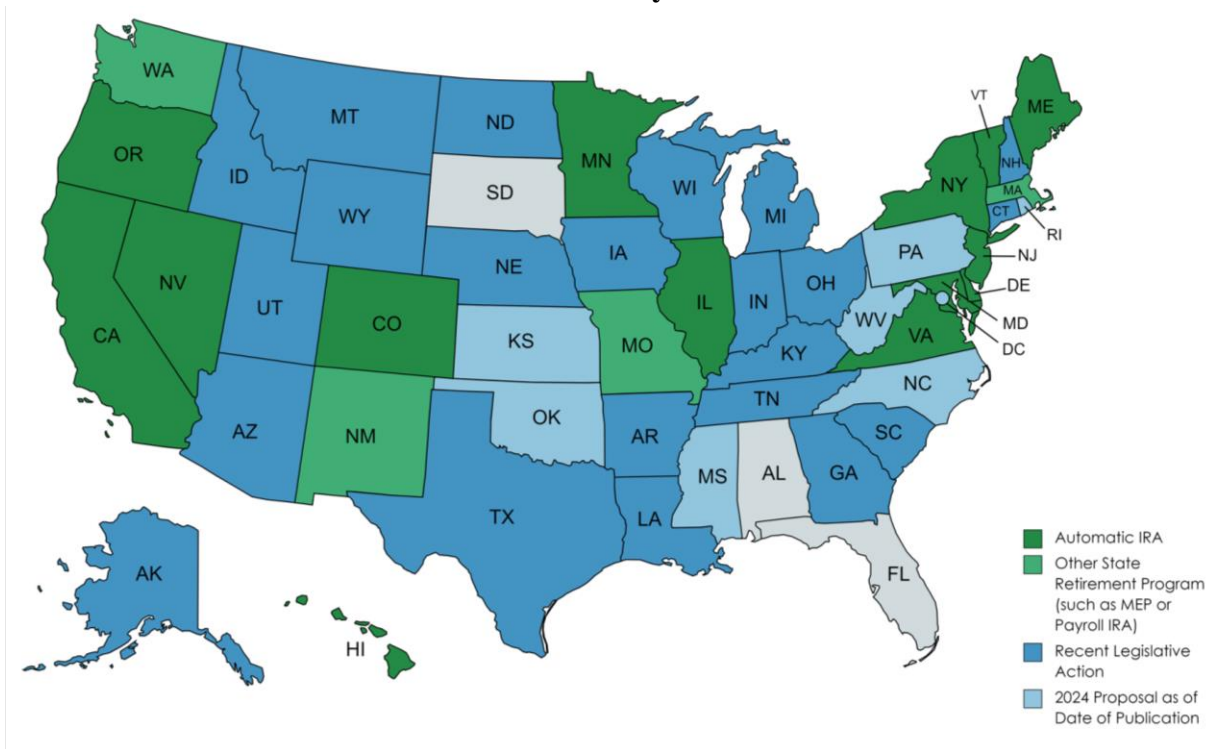 WA
OR
CA
NV
ID
MT
WY
UT
AZ
CO
NM
ND
SD
NE
KS
OK
TX
MN
IA
MO
AR
LA
WI
IL
MI
IN
OH
KY
TN
MS
AL
GA
FL
SC
NC
VA
WV
PA
NY
VT
NH
ME
MA
CT
RI
NJ
DE
MD
DC
AK
HI
Automatic IRA
Other State
Retirement Program
(such as MEP or
Payroll IRA)
Recent Legislative
Action
2024 Proposal as of
Date of Publication